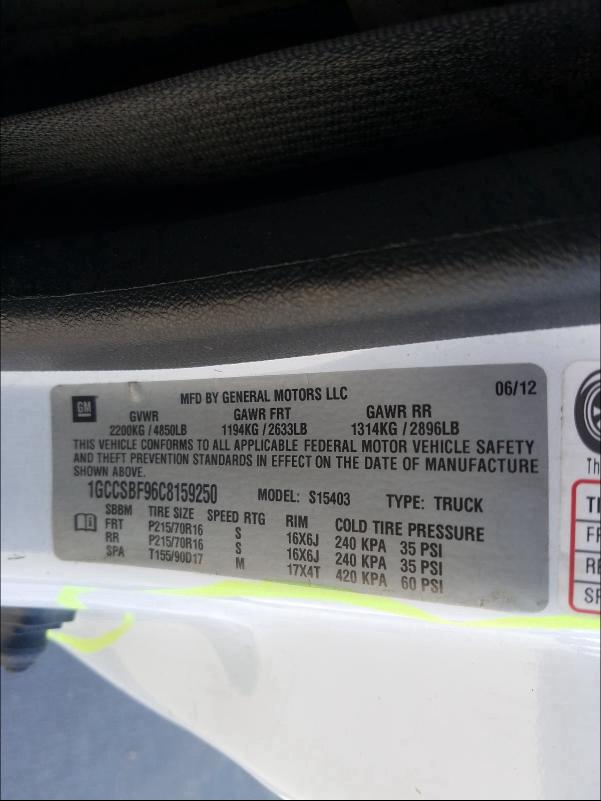 GM
MFD BY GENERAL MOTORS LLC
06/12
GVWR GAWR FRT GAWR RR
2200KG / 4850LB 1194KG / 2633LB 1314KG / 2896LB
THIS VEHICLE CONFORMS TO ALL APPLICABLE FEDERAL MOTOR VEHICLE SAFETY
AND THEFT PREVENTION STANDARDS IN EFFECT ON THE DATE OF MANUFACTURE
SHOWN ABOVE.
1GCCSBF96C8159250 MODEL: S15403 TYPE: TRUCK
SBBM TIRE SIZE SPEED RTG RIM COLD TIRE PRESSURE
FRT P215/70R16 S 16X6J 240 KPA 35 PSI
RR P215/70R16 S 16X6J 240 KPA 35 PSI
SPA T155/90D17 M 17X4T 420 KPA 60 PSI
Th
TI
F
RE
SP